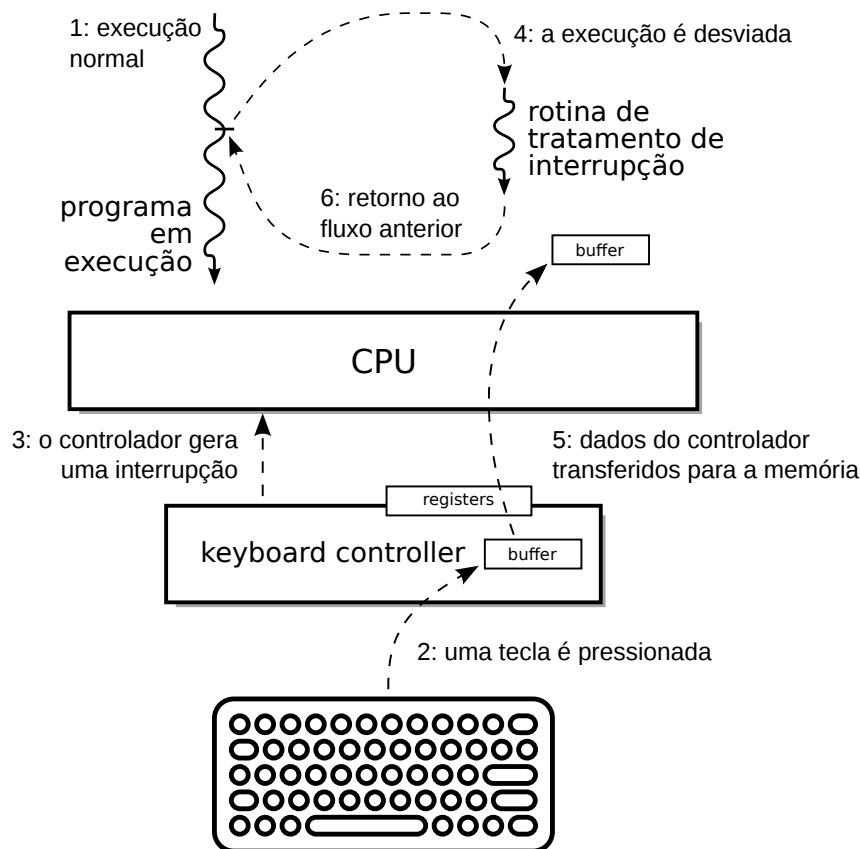 1: execução
normal
4: a execução é desviada
rotina de
tratamento de
interrupção
6: retorno ao
fluxo anterior
programa
em
execução
buffer
CPU
3: o controlador gera
uma interrupção
5: dados do controlador
transferidos para a memória
registers
keyboard controller
buffer
2: uma tecla é pressionada